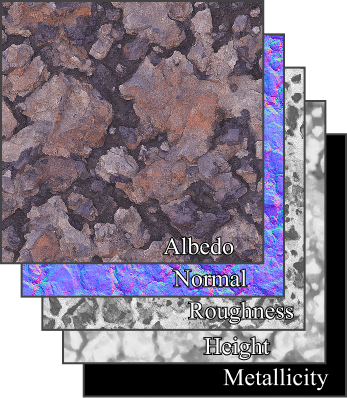 Albedo
Normal
Roughness
Height
Metallicity